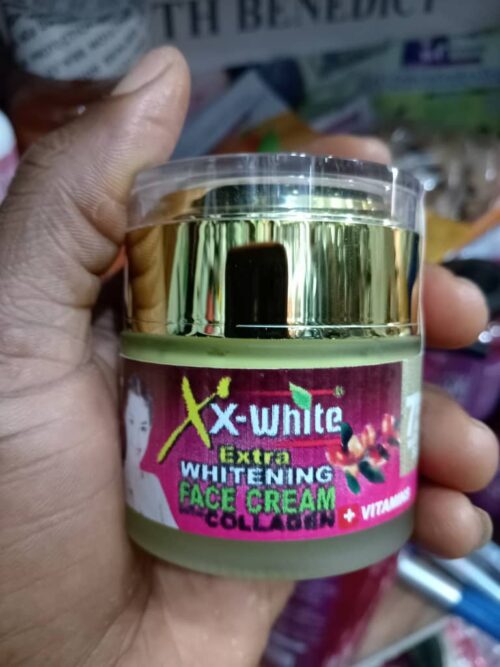 TH BENEDICT
X-White®
Extra
WHITENING
FACE CREAM
COLLAGEN
+ VITAMINS